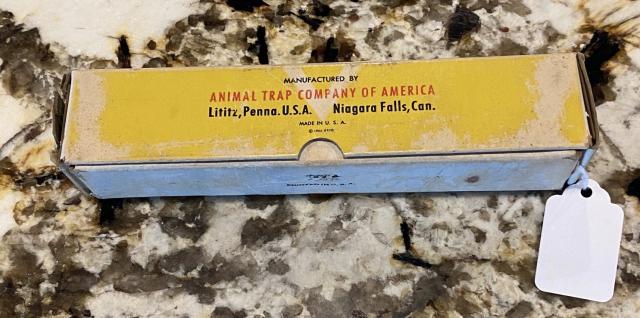 MANUFACTURED BY
ANIMAL TRAP COMPANY OF AMERICA
Lititz, Penna. U.S.A. Niagara Falls, Can.
MADE IN U. S. A.